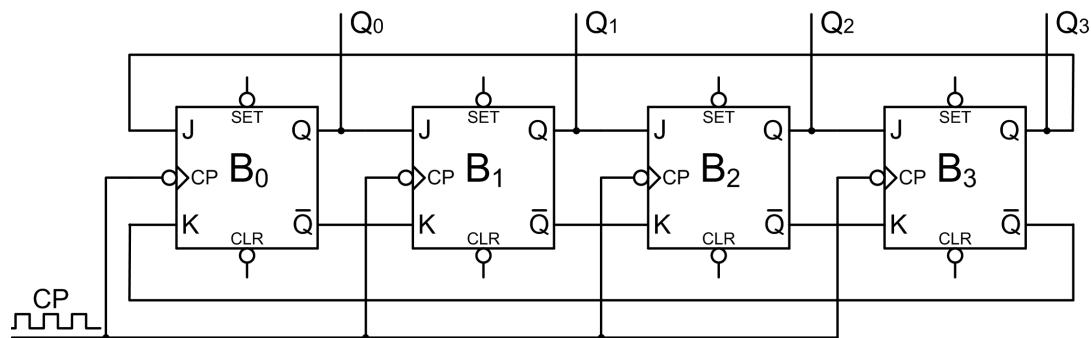 Q0 Q1 Q2 Q3
SET SET SET SET
J Q J Q J Q J Q
CP B0 CP B1 CP B2 CP B3
K Q̅ K Q̅ K Q̅ K Q̅
CLR CLR CLR CLR
CP